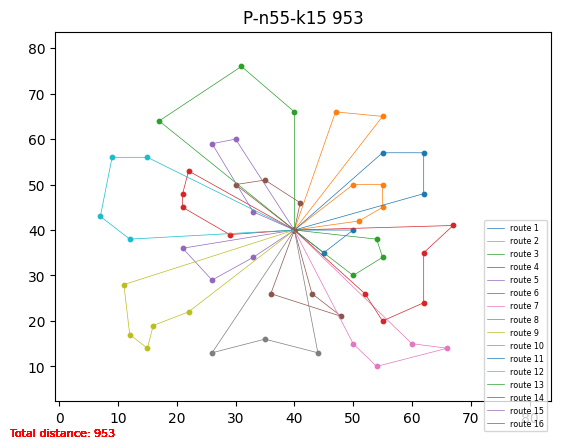 P-n55-k15 953
80
70
60
50
40
30
20
10
0 10 20 30 40 50 60 70
route 1
route 2
route 3
route 4
route 5
route 6
route 7
route 8
route 9
route 10
route 11
route 12
route 13
route 14
route 15
route 16
Total distance: 953